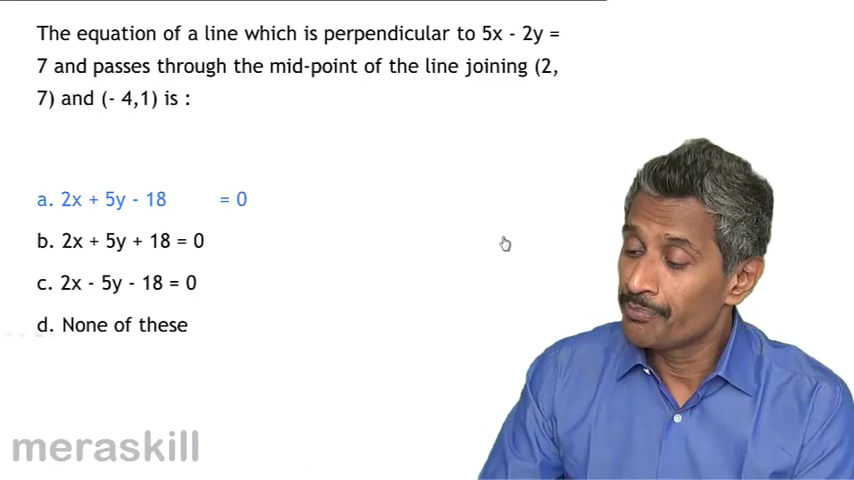 The equation of a line which is perpendicular to 5x - 2y =
7 and passes through the mid-point of the line joining (2,
7) and (- 4,1) is :
a. 2x + 5y - 18 = 0
b. 2x + 5y + 18 = 0
c. 2x - 5y - 18 = 0
d. None of these
meraskill